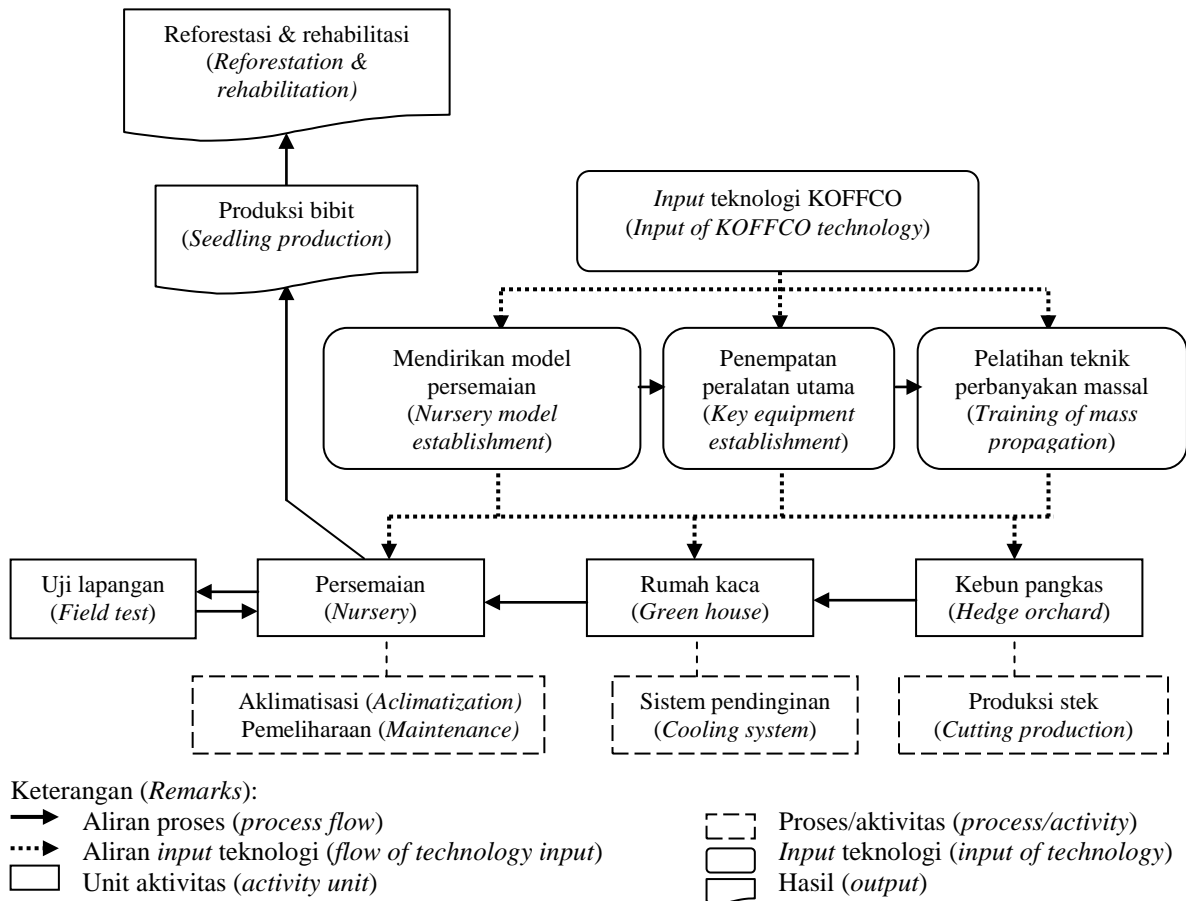 Reforestasi & rehabilitasi
(Reforestation &
rehabilitation)
Produksi bibit
(Seedling production)
Input teknologi KOFFCO
(Input of KOFFCO technology)
Mendirikan model
persemaian
(Nursery model
establishment)
Penempatan
peralatan utama
(Key equipment
establishment)
Pelatihan teknik
perbanyakan massal
(Training of mass
propagation)
Uji lapangan
(Field test)
Persemaian
(Nursery)
Rumah kaca
(Green house)
Kebun pangkas
(Hedge orchard)
Aklimatisasi (Aclimatization)
Pemeliharaan (Maintenance)
Sistem pendinginan
(Cooling system)
Produksi stek
(Cutting production)
Keterangan (Remarks):
Aliran proses (process flow)
Aliran input teknologi (flow of technology input)
Unit aktivitas (activity unit)
Proses/aktivitas (process/activity)
Input teknologi (input of technology)
Hasil (output)